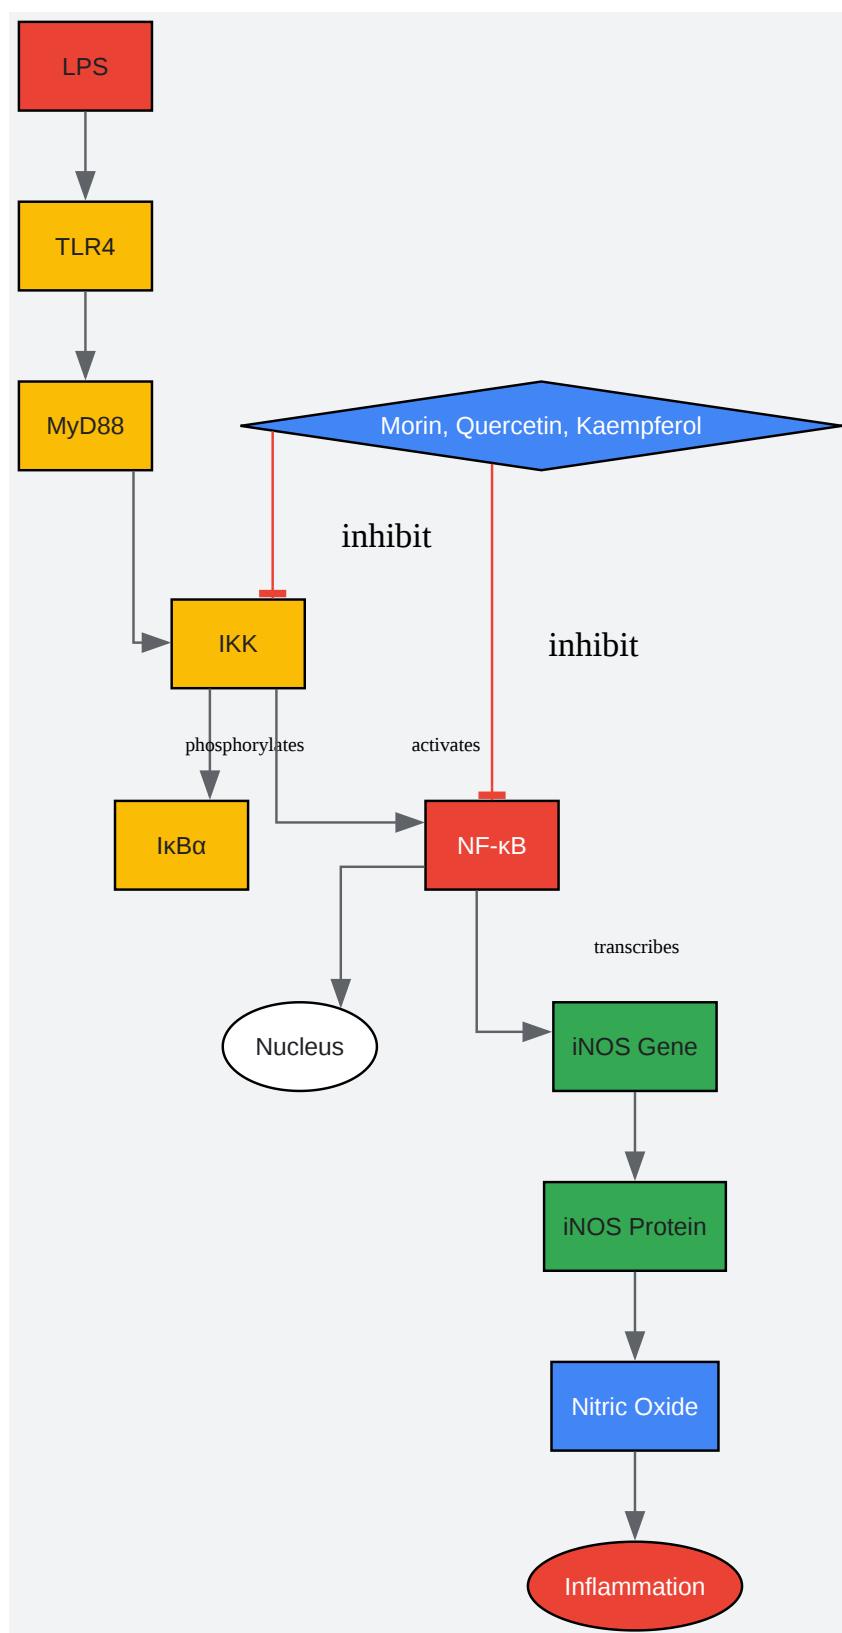 LPS
TLR4
MyD88
Morin, Quercetin, Kaempferol
inhibit
IKK
inhibit
phosphorylates
activates
IκBα
NF-κB
transcribes
Nucleus
iNOS Gene
iNOS Protein
Nitric Oxide
Inflammation